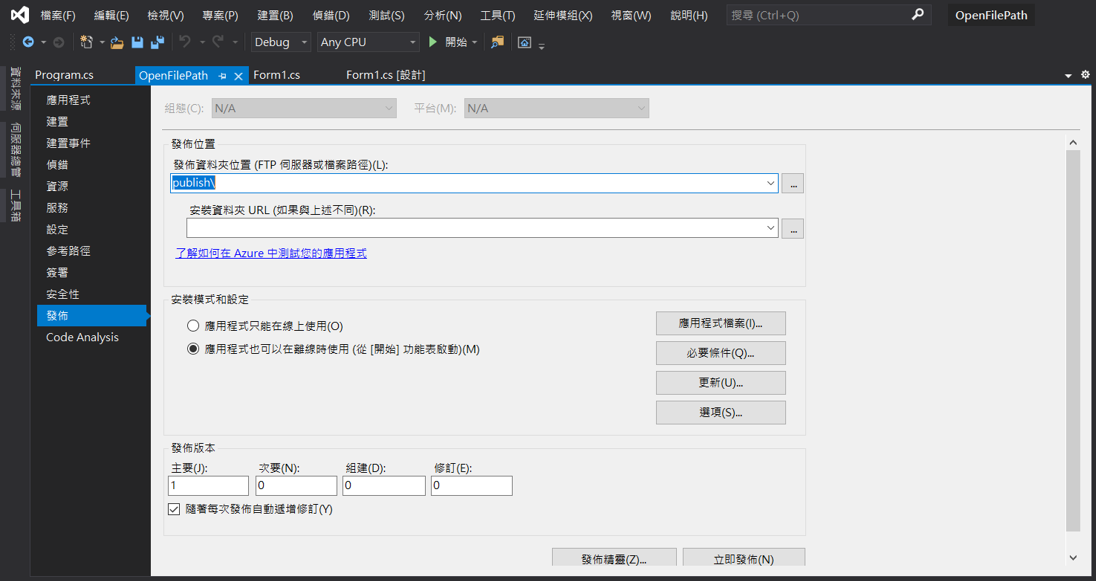 檔案(F) 編輯(E) 檢視(V) 專案(P) 建置(B) 偵錯(D) 測試(S) 分析(N) 工具(T) 延伸模組(X) 視窗(W) 說明(H) 搜尋 (Ctrl+Q) OpenFilePath
Debug Any CPU 開始
Program.cs OpenFilePath Form1.cs Form1.cs [設計]
資料來源
伺服器總管
工具箱
應用程式
建置
建置事件
偵錯
資源
服務
設定
參考路徑
簽署
安全性
發佈
Code Analysis
組態(C): N/A 平台(M): N/A
發佈位置
發佈資料夾位置 (FTP 伺服器或檔案路徑)(L):
publish\
...
安裝資料夾 URL (如果與上述不同)(R):
...
了解如何在 Azure 中測試您的應用程式
安裝模式和設定
應用程式只能在線上使用(O)
應用程式也可以在離線時使用 (從 [開始] 功能表啟動)(M)
應用程式檔案(I)...
必要條件(Q)...
更新(U)...
選項(S)...
發佈版本
主要(J): 次要(N): 組建(D): 修訂(E):
1 0 0 0
隨著每次發佈自動遞增修訂(Y)
發佈精靈(Z)... 立即發佈(N)